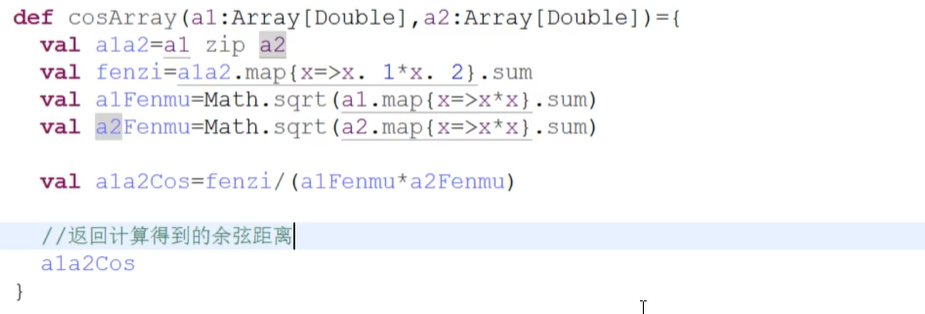 def cosArray(a1:Array[Double],a2:Array[Double])={
val a1a2=a1 zip a2
val fenzi=a1a2.map{x=>x._1*x._2}.sum
val a1Fenmu=Math.sqrt(a1.map{x=>x*x}.sum)
val a2Fenmu=Math.sqrt(a2.map{x=>x*x}.sum)
val a1a2Cos=fenzi/(a1Fenmu*a2Fenmu)
//返回计算得到的余弦距离
a1a2Cos
}